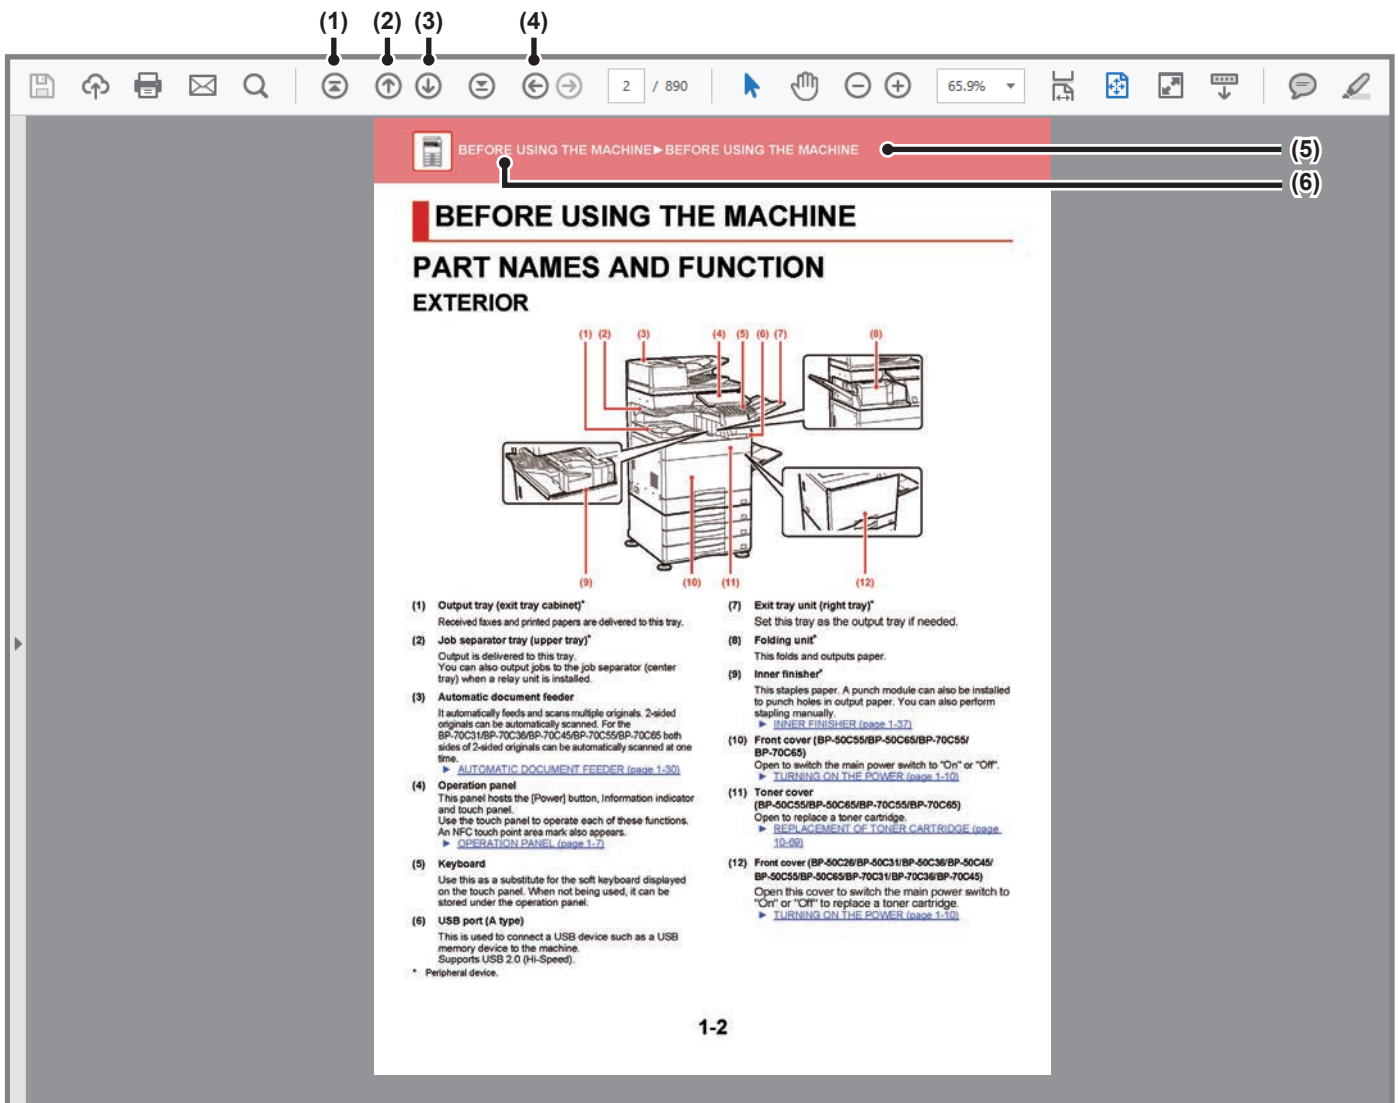 (1) (2) (3) (4)
2 / 890 65.9%
BEFORE USING THE MACHINE►BEFORE USING THE MACHINE
(5)
(6)
BEFORE USING THE MACHINE
PART NAMES AND FUNCTION
EXTERIOR
(1) (2) (3) (4) (5) (6) (7) (8)
(9) (10) (11) (12)
(1) Output tray (exit tray cabinet)*
Received faxes and printed papers are delivered to this tray.
(2) Job separator tray (upper tray)*
Output is delivered to this tray.
You can also output jobs to the job separator (center
tray) when a relay unit is installed.
(3) Automatic document feeder
It automatically feeds and scans multiple originals. 2-sided
originals can be automatically scanned. For the
BP-70C31/BP-70C36/BP-70C45/BP-70C55/BP-70C65 both
sides of 2-sided originals can be automatically scanned at one
time.
► AUTOMATIC DOCUMENT FEEDER (page 1-30)
(4) Operation panel
This panel hosts the [Power] button, Information indicator
and touch panel.
Use the touch panel to operate each of these functions.
An NFC touch point area mark also appears.
► OPERATION PANEL (page 1-7)
(5) Keyboard
Use this as a substitute for the soft keyboard displayed
on the touch panel. When not being used, it can be
stored under the operation panel.
(6) USB port (A type)
This is used to connect a USB device such as a USB
memory device to the machine.
Supports USB 2.0 (Hi-Speed).
* Peripheral device.
(7) Exit tray unit (right tray)*
Set this tray as the output tray if needed.
(8) Folding unit*
This folds and outputs paper.
(9) Inner finisher*
This staples paper. A punch module can also be installed
to punch holes in output paper. You can also perform
stapling manually.
► INNER FINISHER (page 1-37)
(10) Front cover (BP-50C55/BP-50C65/BP-70C55/
BP-70C65)
Open to switch the main power switch to "On" or "Off".
► TURNING ON THE POWER (page 1-10)
(11) Toner cover
(BP-50C55/BP-50C65/BP-70C55/BP-70C65)
Open to replace a toner cartridge.
► REPLACEMENT OF TONER CARTRIDGE (page
10-69)
(12) Front cover (BP-50C26/BP-50C31/BP-50C36/BP-50C45/
BP-50C55/BP-50C65/BP-70C31/BP-70C36/BP-70C45)
Open this cover to switch the main power switch to
"On" or "Off" to replace a toner cartridge.
► TURNING ON THE POWER (page 1-10)
1-2